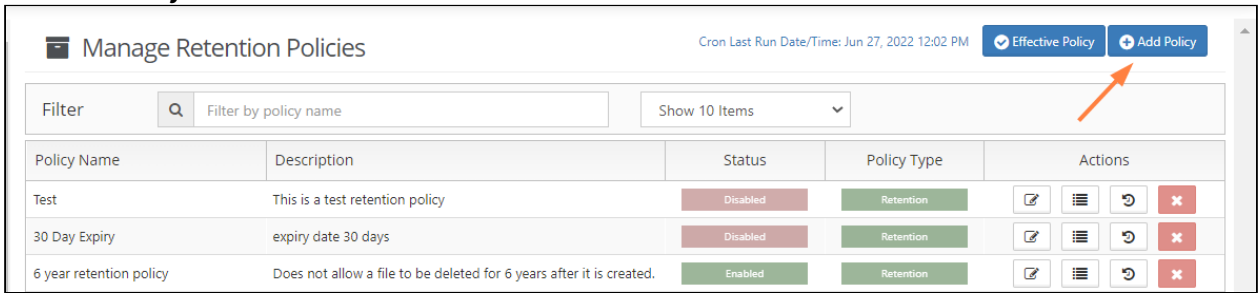 Manage Retention Policies
Cron Last Run Date/Time: Jun 27, 2022 12:02 PM
Effective Policy
Add Policy
Filter
Filter by policy name
Show 10 Items
Policy Name Description Status Policy Type Actions
Test This is a test retention policy Disabled Retention
30 Day Expiry expiry date 30 days Disabled Retention
6 year retention policy Does not allow a file to be deleted for 6 years after it is created. Enabled Retention